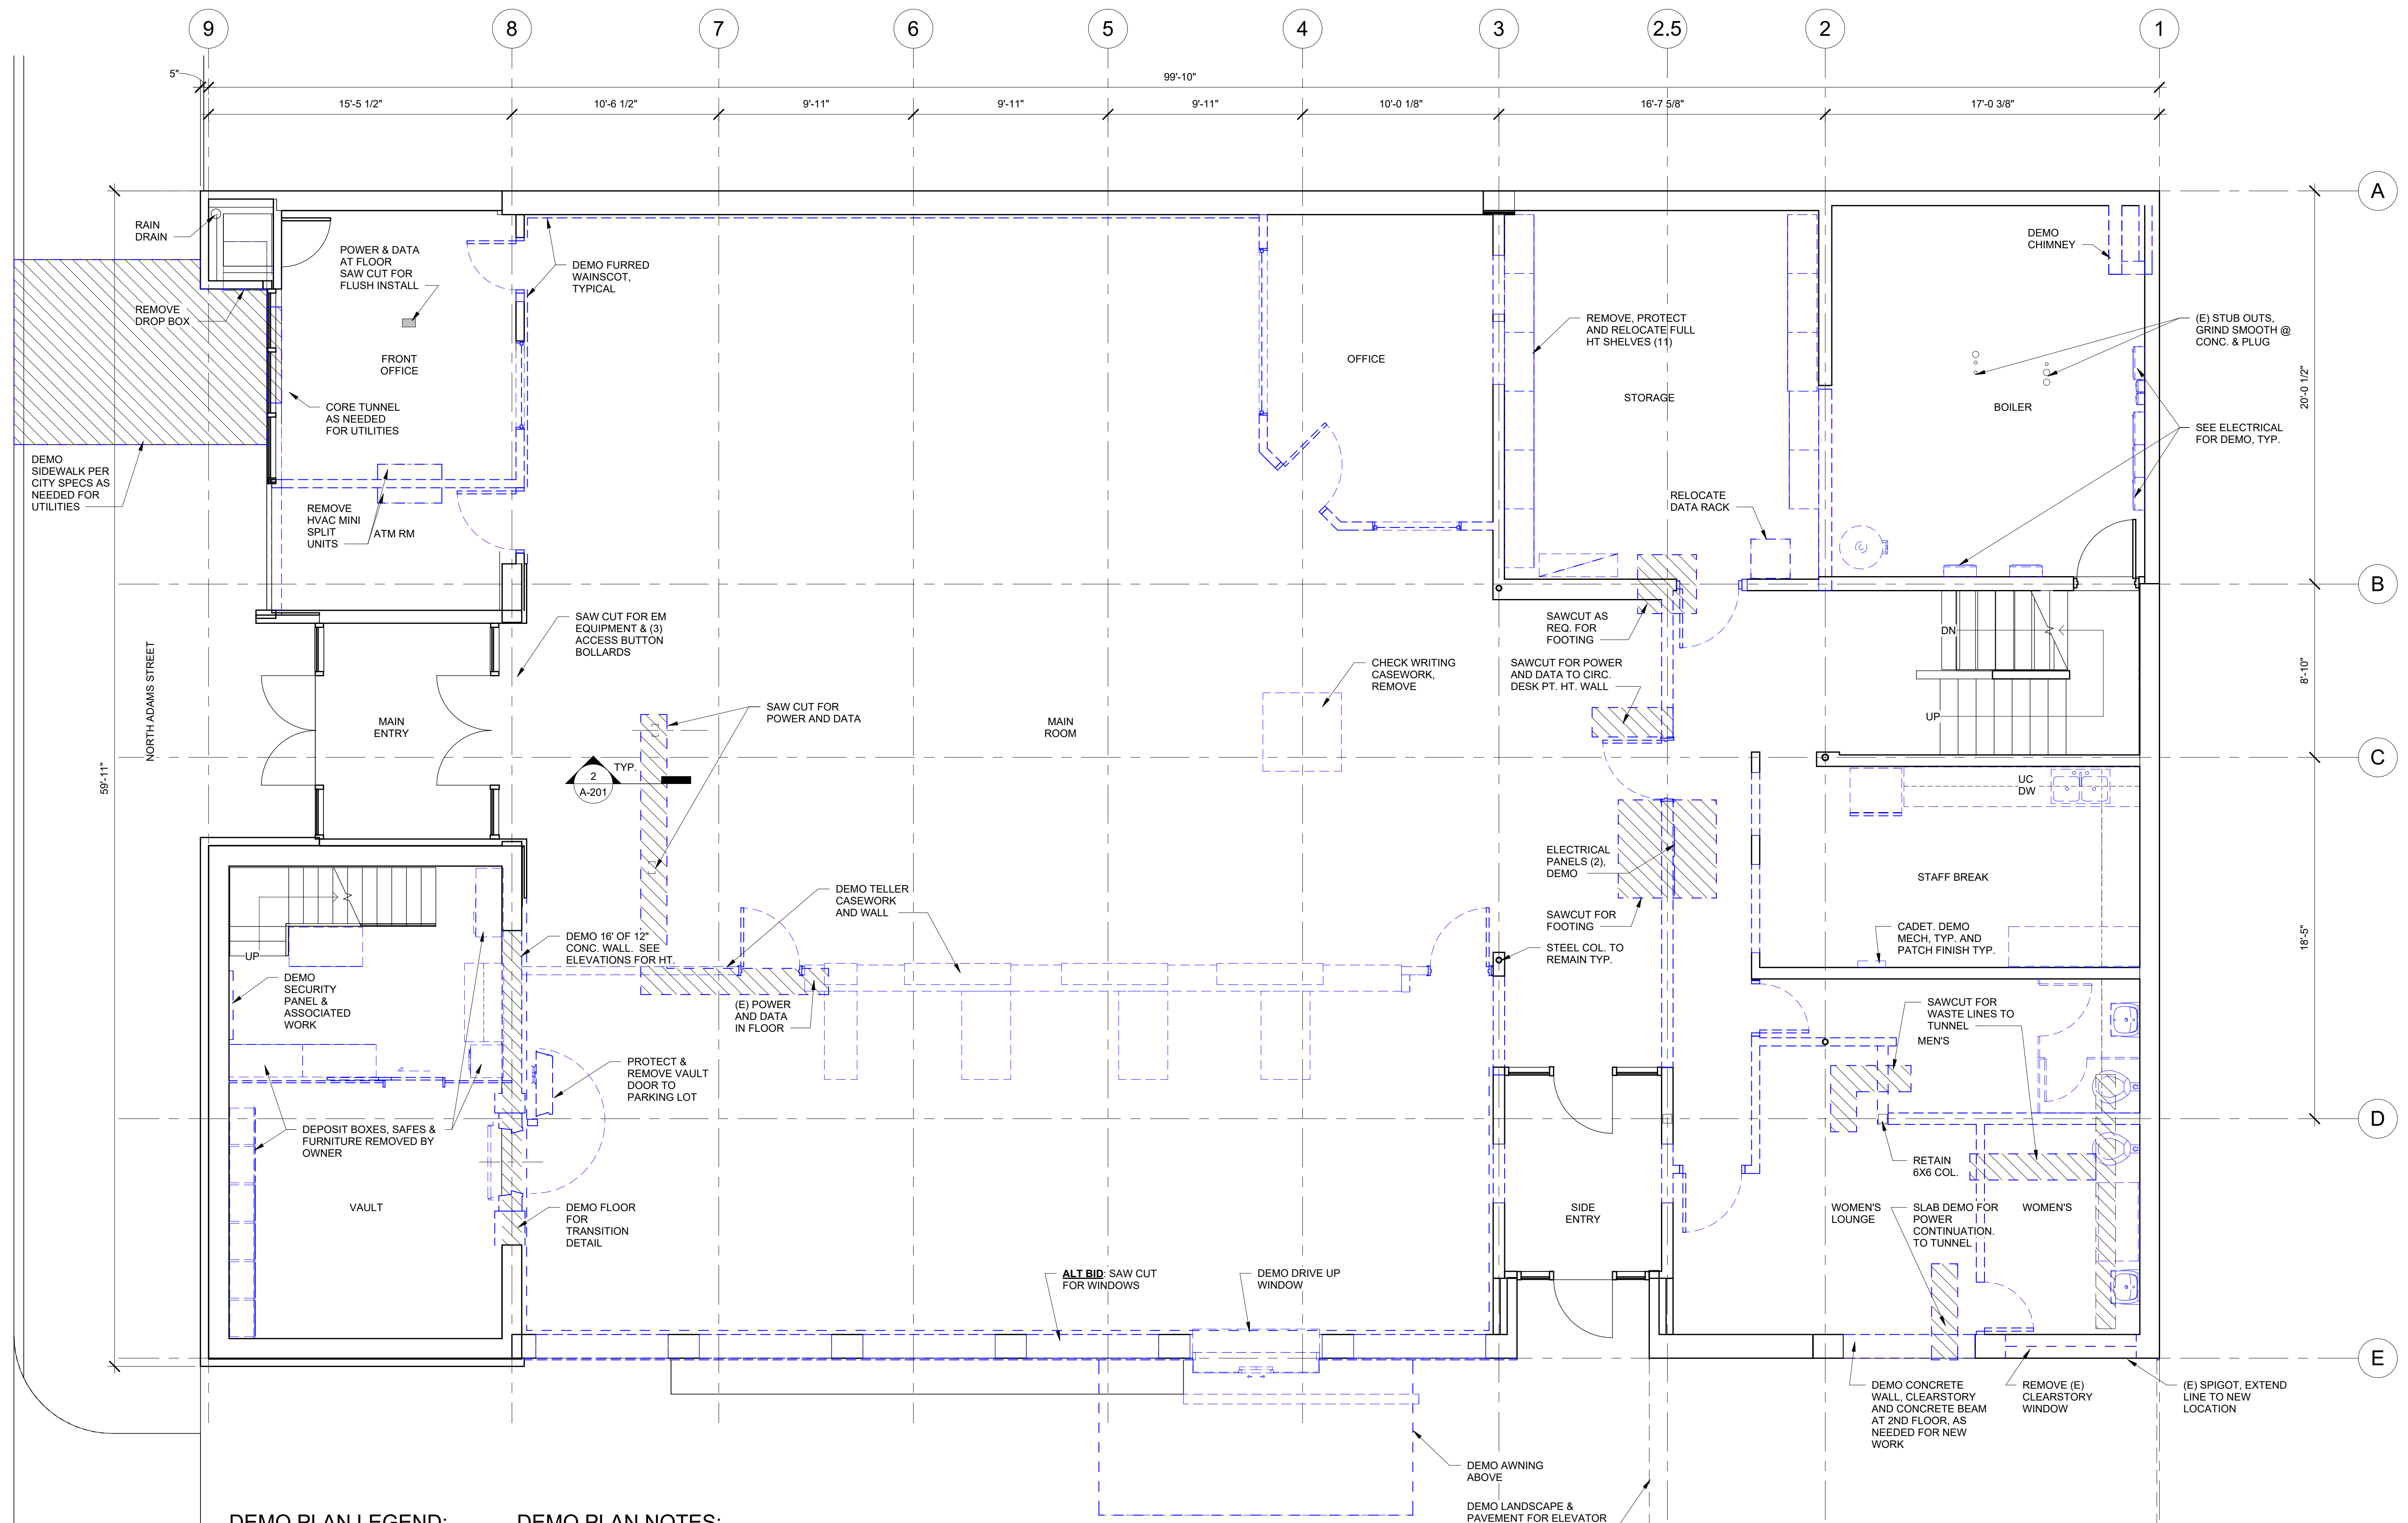 9
8
7
6
5
4
3
2.5
2
1
5"
99'-10"
15'-5 1/2"
10'-6 1/2"
9'-11"
9'-11"
9'-11"
10'-0 1/8"
16'-7 5/8"
17'-0 3/8"
A
B
C
D
E
20'-0 1/2"
8'-10"
18'-5"
59'-11"
NORTH ADAMS STREET
RAIN
DRAIN
REMOVE
DROP BOX
POWER & DATA
AT FLOOR
SAW CUT FOR
FLUSH INSTALL
FRONT
OFFICE
CORE TUNNEL
AS NEEDED
FOR UTILITIES
DEMO
SIDEWALK PER
CITY SPECS AS
NEEDED FOR
UTILITIES
REMOVE
HVAC MINI
SPLIT
UNITS
ATM RM
DEMO FURRED
WAINSCOT,
TYPICAL
OFFICE
REMOVE, PROTECT
AND RELOCATE FULL
HT SHELVES (11)
STORAGE
RELOCATE
DATA RACK
DEMO
CHIMNEY
BOILER
(E) STUB OUTS,
GRIND SMOOTH @
CONC. & PLUG
SEE ELECTRICAL
FOR DEMO, TYP.
SAW CUT FOR EM
EQUIPMENT & (3)
ACCESS BUTTON
BOLLARDS
MAIN
ENTRY
SAW CUT FOR
POWER AND DATA
2
A-201
TYP.
MAIN
ROOM
CHECK WRITING
CASEWORK,
REMOVE
SAWCUT AS
REQ. FOR
FOOTING
SAWCUT FOR POWER
AND DATA TO CIRC.
DESK PT. HT. WALL
DN
UP
UC
DW
STAFF BREAK
ELECTRICAL
PANELS (2),
DEMO
SAWCUT FOR
FOOTING
STEEL COL. TO
REMAIN TYP.
CADET. DEMO
MECH, TYP. AND
PATCH FINISH TYP.
DEMO TELLER
CASEWORK
AND WALL
DEMO 16' OF 12"
CONC. WALL. SEE
ELEVATIONS FOR HT.
(E) POWER
AND DATA
IN FLOOR
UP
DEMO
SECURITY
PANEL &
ASSOCIATED
WORK
PROTECT &
REMOVE VAULT
DOOR TO
PARKING LOT
DEPOSIT BOXES, SAFES &
FURNITURE REMOVED BY
OWNER
VAULT
DEMO FLOOR
FOR
TRANSITION
DETAIL
SAWCUT FOR
WASTE LINES TO
TUNNEL
MEN'S
RETAIN
6X6 COL.
SIDE
ENTRY
WOMEN'S
LOUNGE
SLAB DEMO FOR
POWER
CONTINUATION.
TO TUNNEL
WOMEN'S
ALT BID: SAW CUT
FOR WINDOWS
DEMO DRIVE UP
WINDOW
DEMO CONCRETE
WALL, CLEARSTORY
AND CONCRETE BEAM
AT 2ND FLOOR, AS
NEEDED FOR NEW
WORK
REMOVE (E)
CLEARSTORY
WINDOW
(E) SPIGOT, EXTEND
LINE TO NEW
LOCATION
DEMO AWNING
ABOVE
DEMO LANDSCAPE &
PAVEMENT FOR ELEVATOR
DEMO PLAN LEGEND:
DEMO PLAN NOTES: